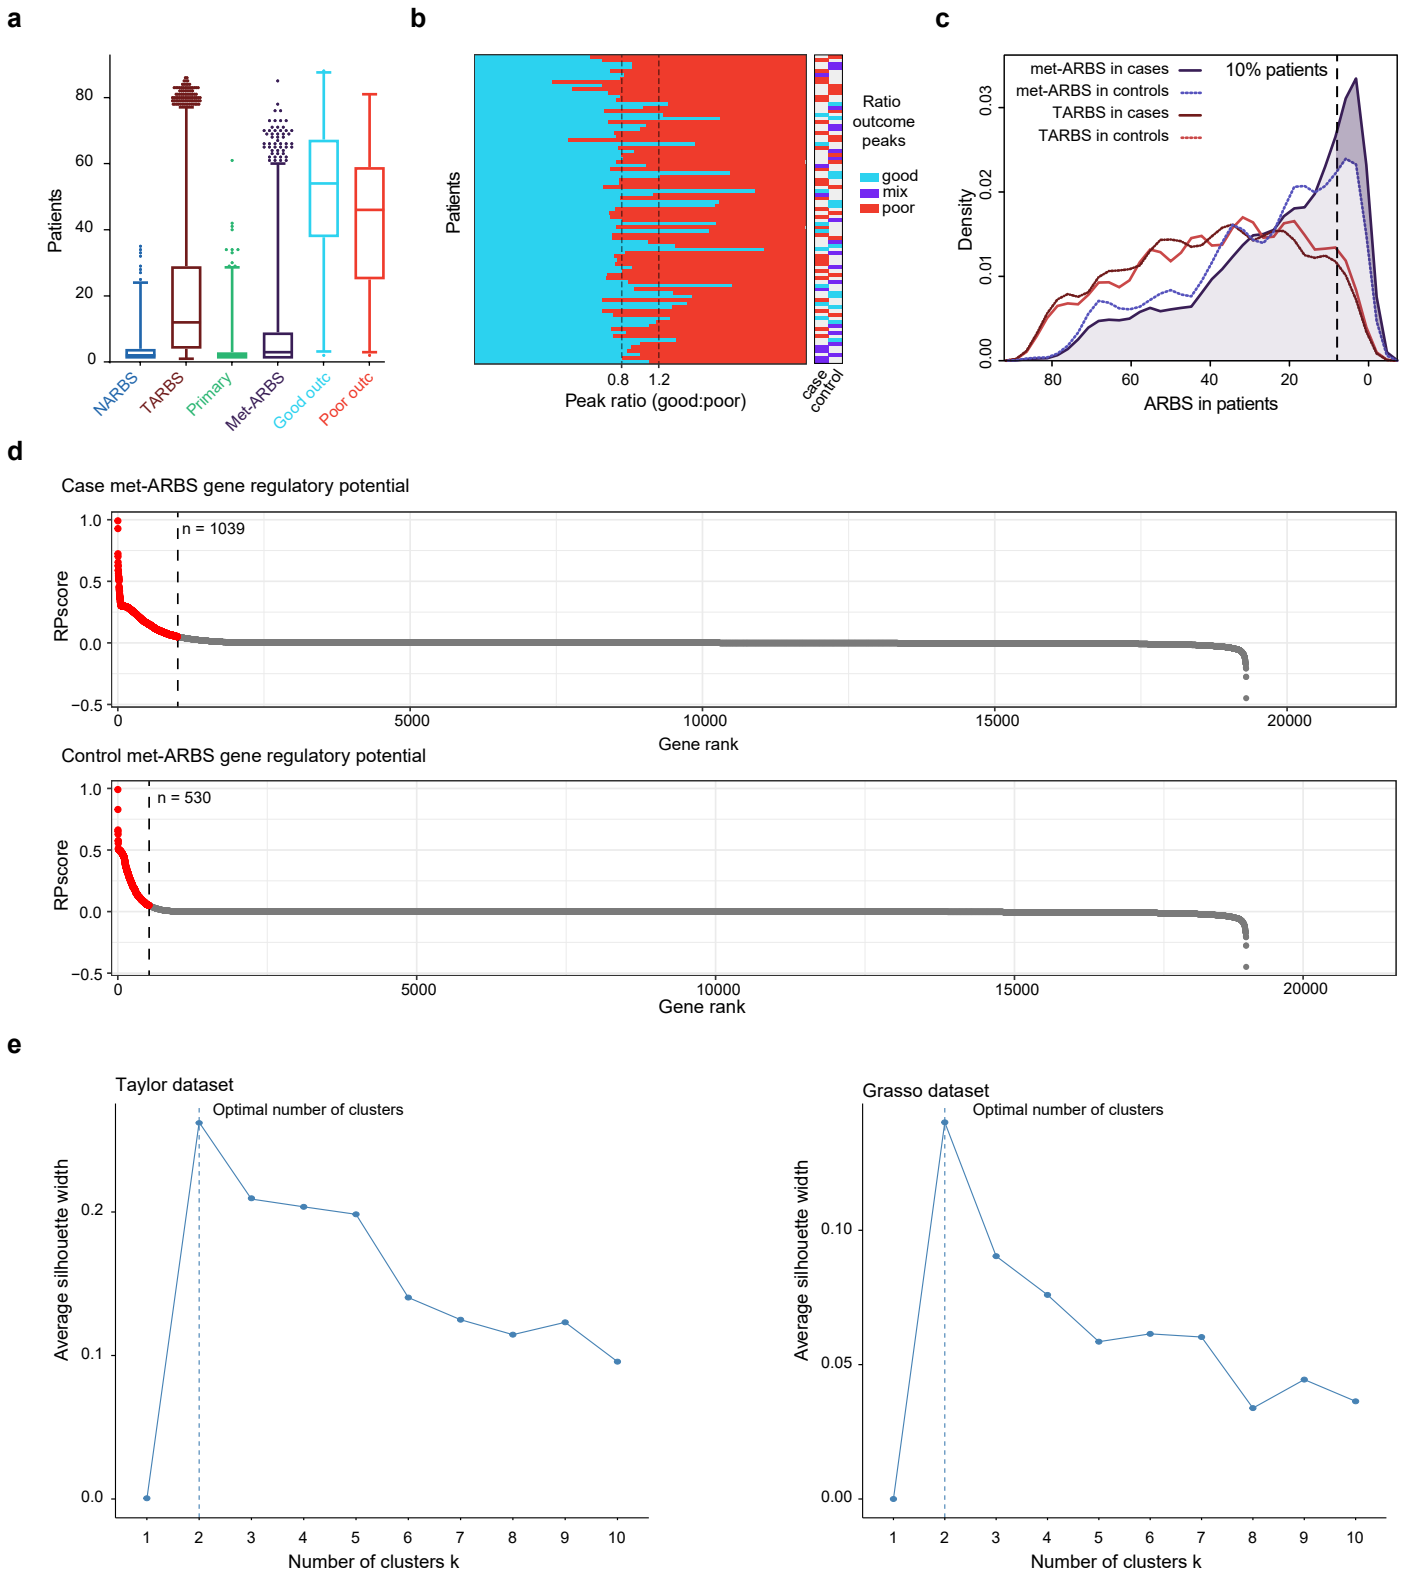 a
Patients
80
60
40
20
0
NARBS
TARBS
Primary
Met-ARBS
Good outc
Poor outc
b
Patients
0.8
1.2
Peak ratio (good:poor)
case
control
Ratio
outcome
peaks
good
mix
poor
c
met-ARBS in cases
met-ARBS in controls
TARBS in cases
TARBS in controls
10% patients
Density
0.03
0.02
0.01
0.00
80
60
40
20
0
ARBS in patients
d
Case met-ARBS gene regulatory potential
n = 1039
RPscore
1.0
0.5
0.0
−0.5
0
5000
10000
15000
20000
Gene rank
Control met-ARBS gene regulatory potential
n = 530
RPscore
1.0
0.5
0.0
−0.5
0
5000
10000
15000
20000
Gene rank
e
Taylor dataset
Optimal number of clusters
Average silhouette width
0.2
0.1
0.0
1
2
3
4
5
6
7
8
9
10
Number of clusters k
Grasso dataset
Optimal number of clusters
Average silhouette width
0.10
0.05
0.00
1
2
3
4
5
6
7
8
9
10
Number of clusters k